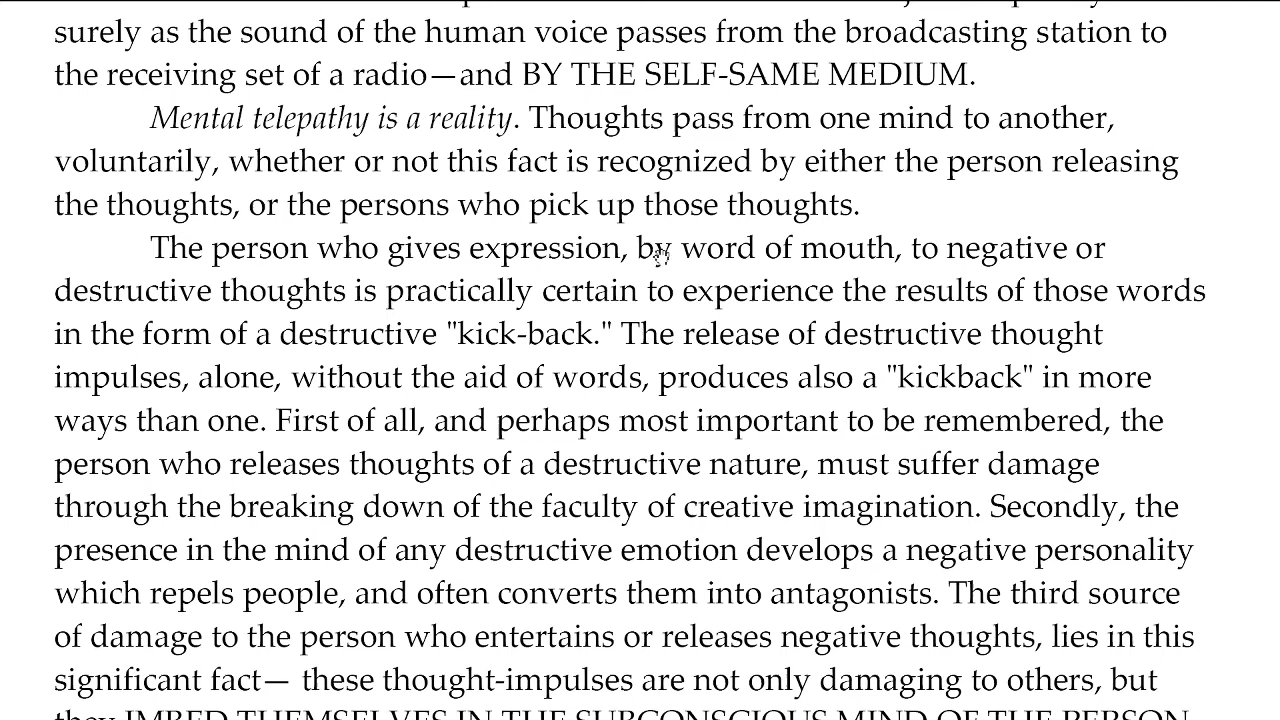 surely as the sound of the human voice passes from the broadcasting station to
the receiving set of a radio—and BY THE SELF-SAME MEDIUM.
Mental telepathy is a reality. Thoughts pass from one mind to another,
voluntarily, whether or not this fact is recognized by either the person releasing
the thoughts, or the persons who pick up those thoughts.
The person who gives expression, by word of mouth, to negative or
destructive thoughts is practically certain to experience the results of those words
in the form of a destructive "kick-back." The release of destructive thought
impulses, alone, without the aid of words, produces also a "kickback" in more
ways than one. First of all, and perhaps most important to be remembered, the
person who releases thoughts of a destructive nature, must suffer damage
through the breaking down of the faculty of creative imagination. Secondly, the
presence in the mind of any destructive emotion develops a negative personality
which repels people, and often converts them into antagonists. The third source
of damage to the person who entertains or releases negative thoughts, lies in this
significant fact— these thought-impulses are not only damaging to others, but
they IMBED THEMSELVES IN THE SUBCONSCIOUS MIND OF THE PERSON